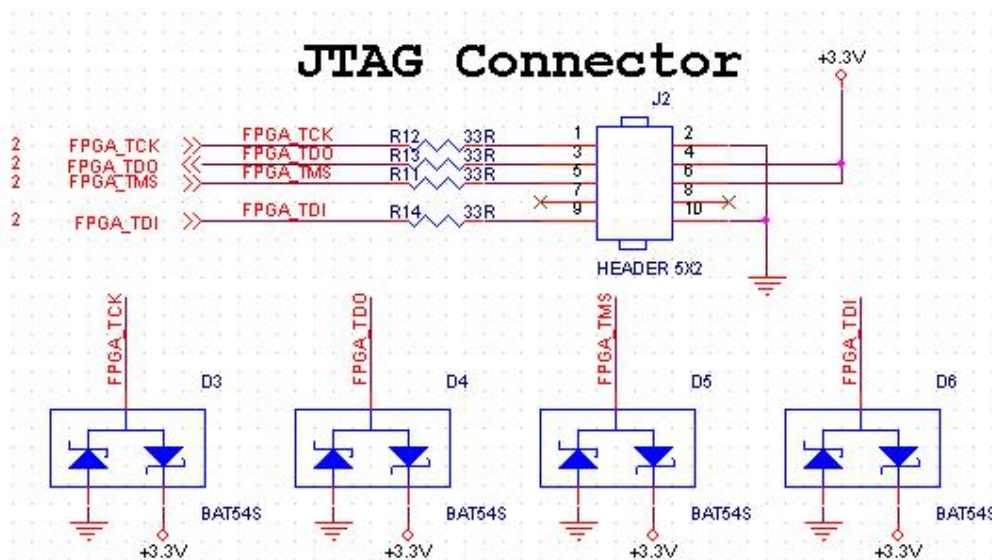 JTAG Connector
+3.3V
J2
2 FPGA_TCK FPGA_TCK R12 33R 1 2
2 FPGA_TDO FPGA_TDO R13 33R 3 4
2 FPGA_TMS FPGA_TMS R11 33R 5 6
7 8
2 FPGA_TDI FPGA_TDI R14 33R 9 10
HEADER 5X2
FPGA_TCK FPGA_TDO FPGA_TMS FPGA_TDI
D3 D4 D5 D6
BAT54S BAT54S BAT54S BAT54S
+3.3V +3.3V +3.3V +3.3V